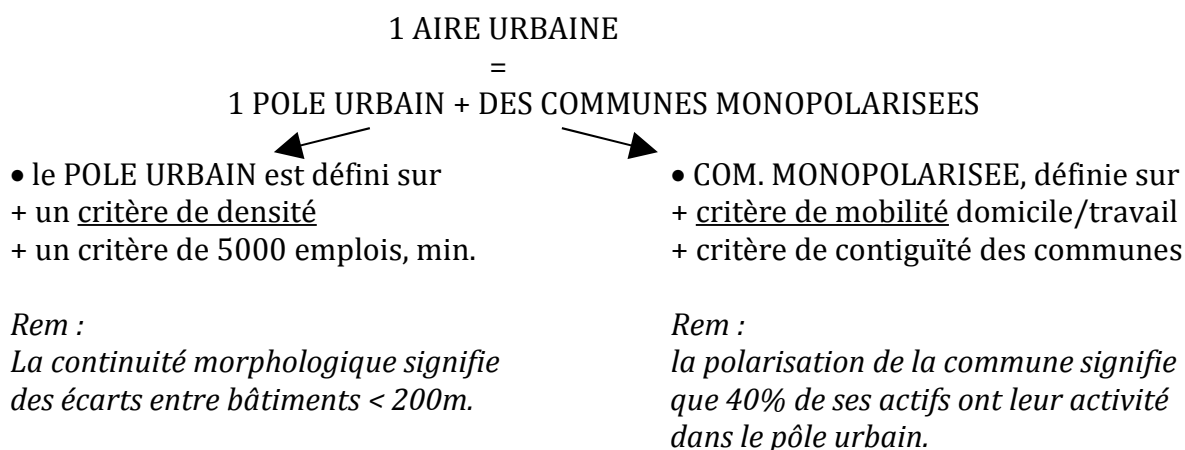 1 AIRE URBAINE
=
1 POLE URBAIN + DES COMMUNES MONOPOLARISEES
• le POLE URBAIN est défini sur
+ un critère de densité
+ un critère de 5000 emplois, min.
Rem :
La continuité morphologique signifie
des écarts entre bâtiments < 200m.
• COM. MONOPOLARISEE, définie sur
+ critère de mobilité domicile/travail
+ critère de contiguïté des communes
Rem :
la polarisation de la commune signifie
que 40% de ses actifs ont leur activité
dans le pôle urbain.